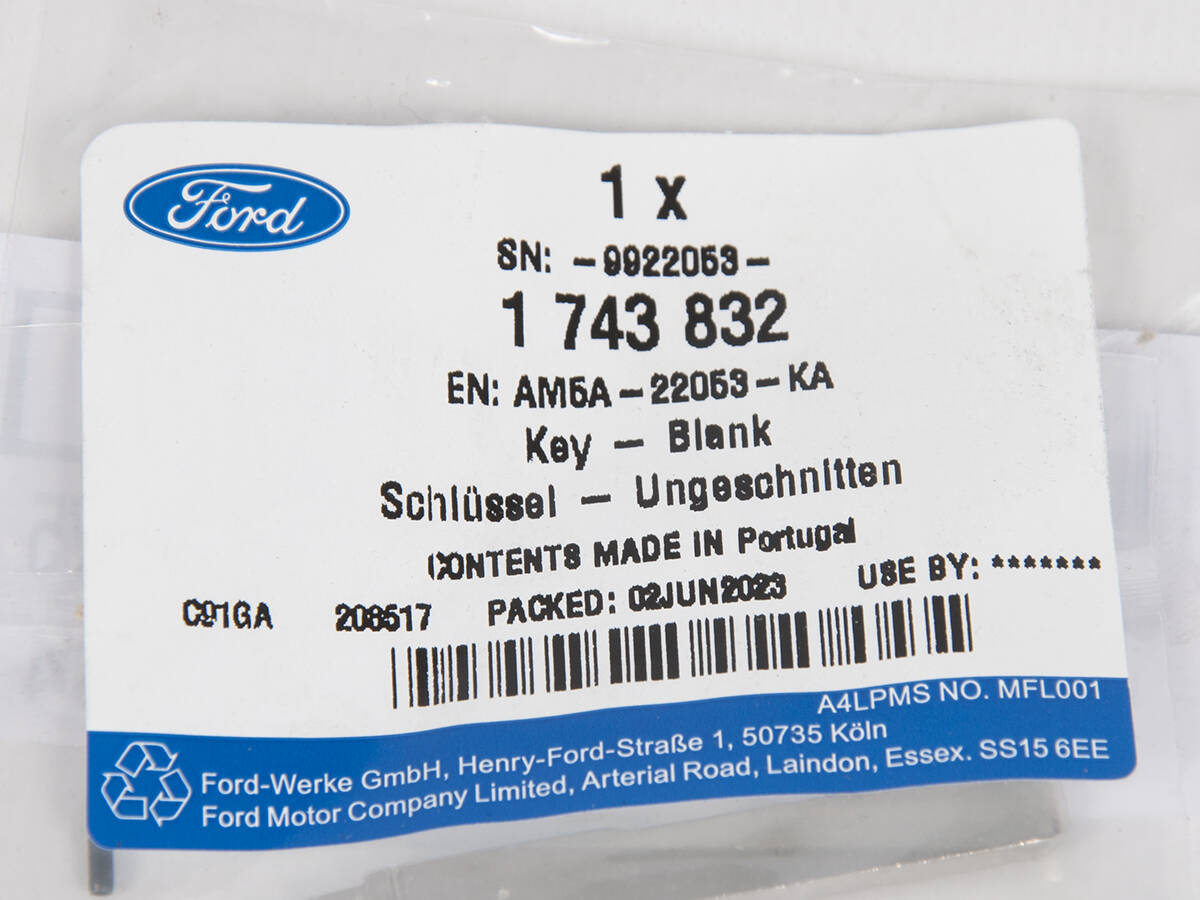 Ford
1 x
SN: -9922053-
1 743 832
EN: AM5A-22053-KA
Key - Blank
Schlüssel - Ungeschnitten
CONTENTS MADE IN Portugal
C91GA 206517 PACKED: 02JUN2023 USE BY: *******
A4LPMS NO. MFL001
Ford-Werke GmbH, Henry-Ford-Straße 1, 50735 Köln
Ford Motor Company Limited, Arterial Road, Laindon, Essex. SS15 6EE